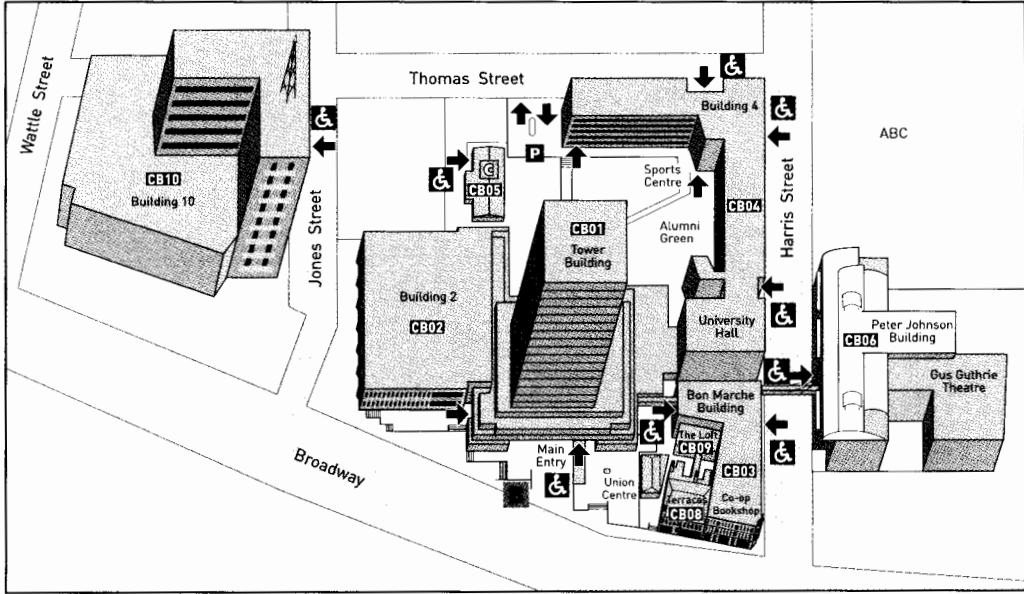 Wattle Street
Thomas Street
Building 4
P
CB10
Building 10
Jones Street
C
CB05
Sports
Centre
CB04
Harris Street
ABC
CB01
Tower
Building
Alumni
Green
Building 2
CB02
University
Hall
Peter Johnson
CB06
Building
Gus Guthrie
Theatre
Bon Marche
Building
The Loft
CB09
CB03
Main
Entry
Union
Centre
Terraces
CB08
Co-op
Bookshop
Broadway